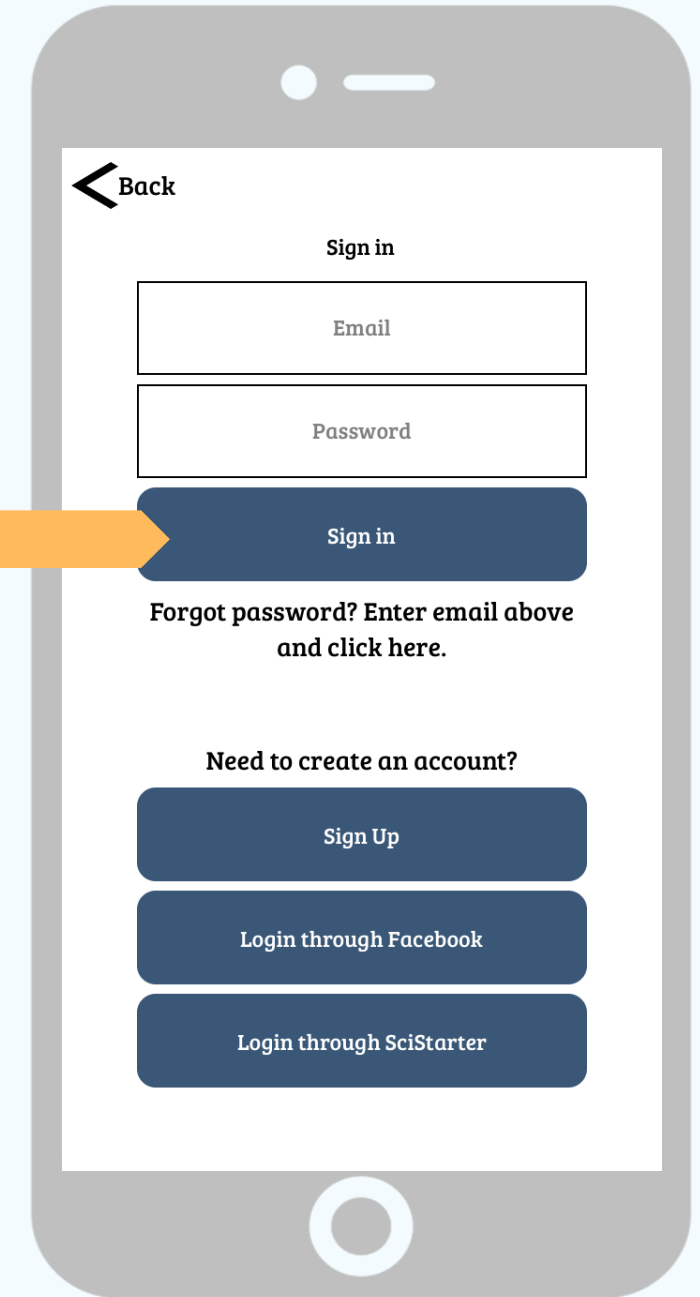 Back
Sign in
Email
Password
Sign in
Forgot password? Enter email above
and click here.
Need to create an account?
Sign Up
Login through Facebook
Login through SciStarter